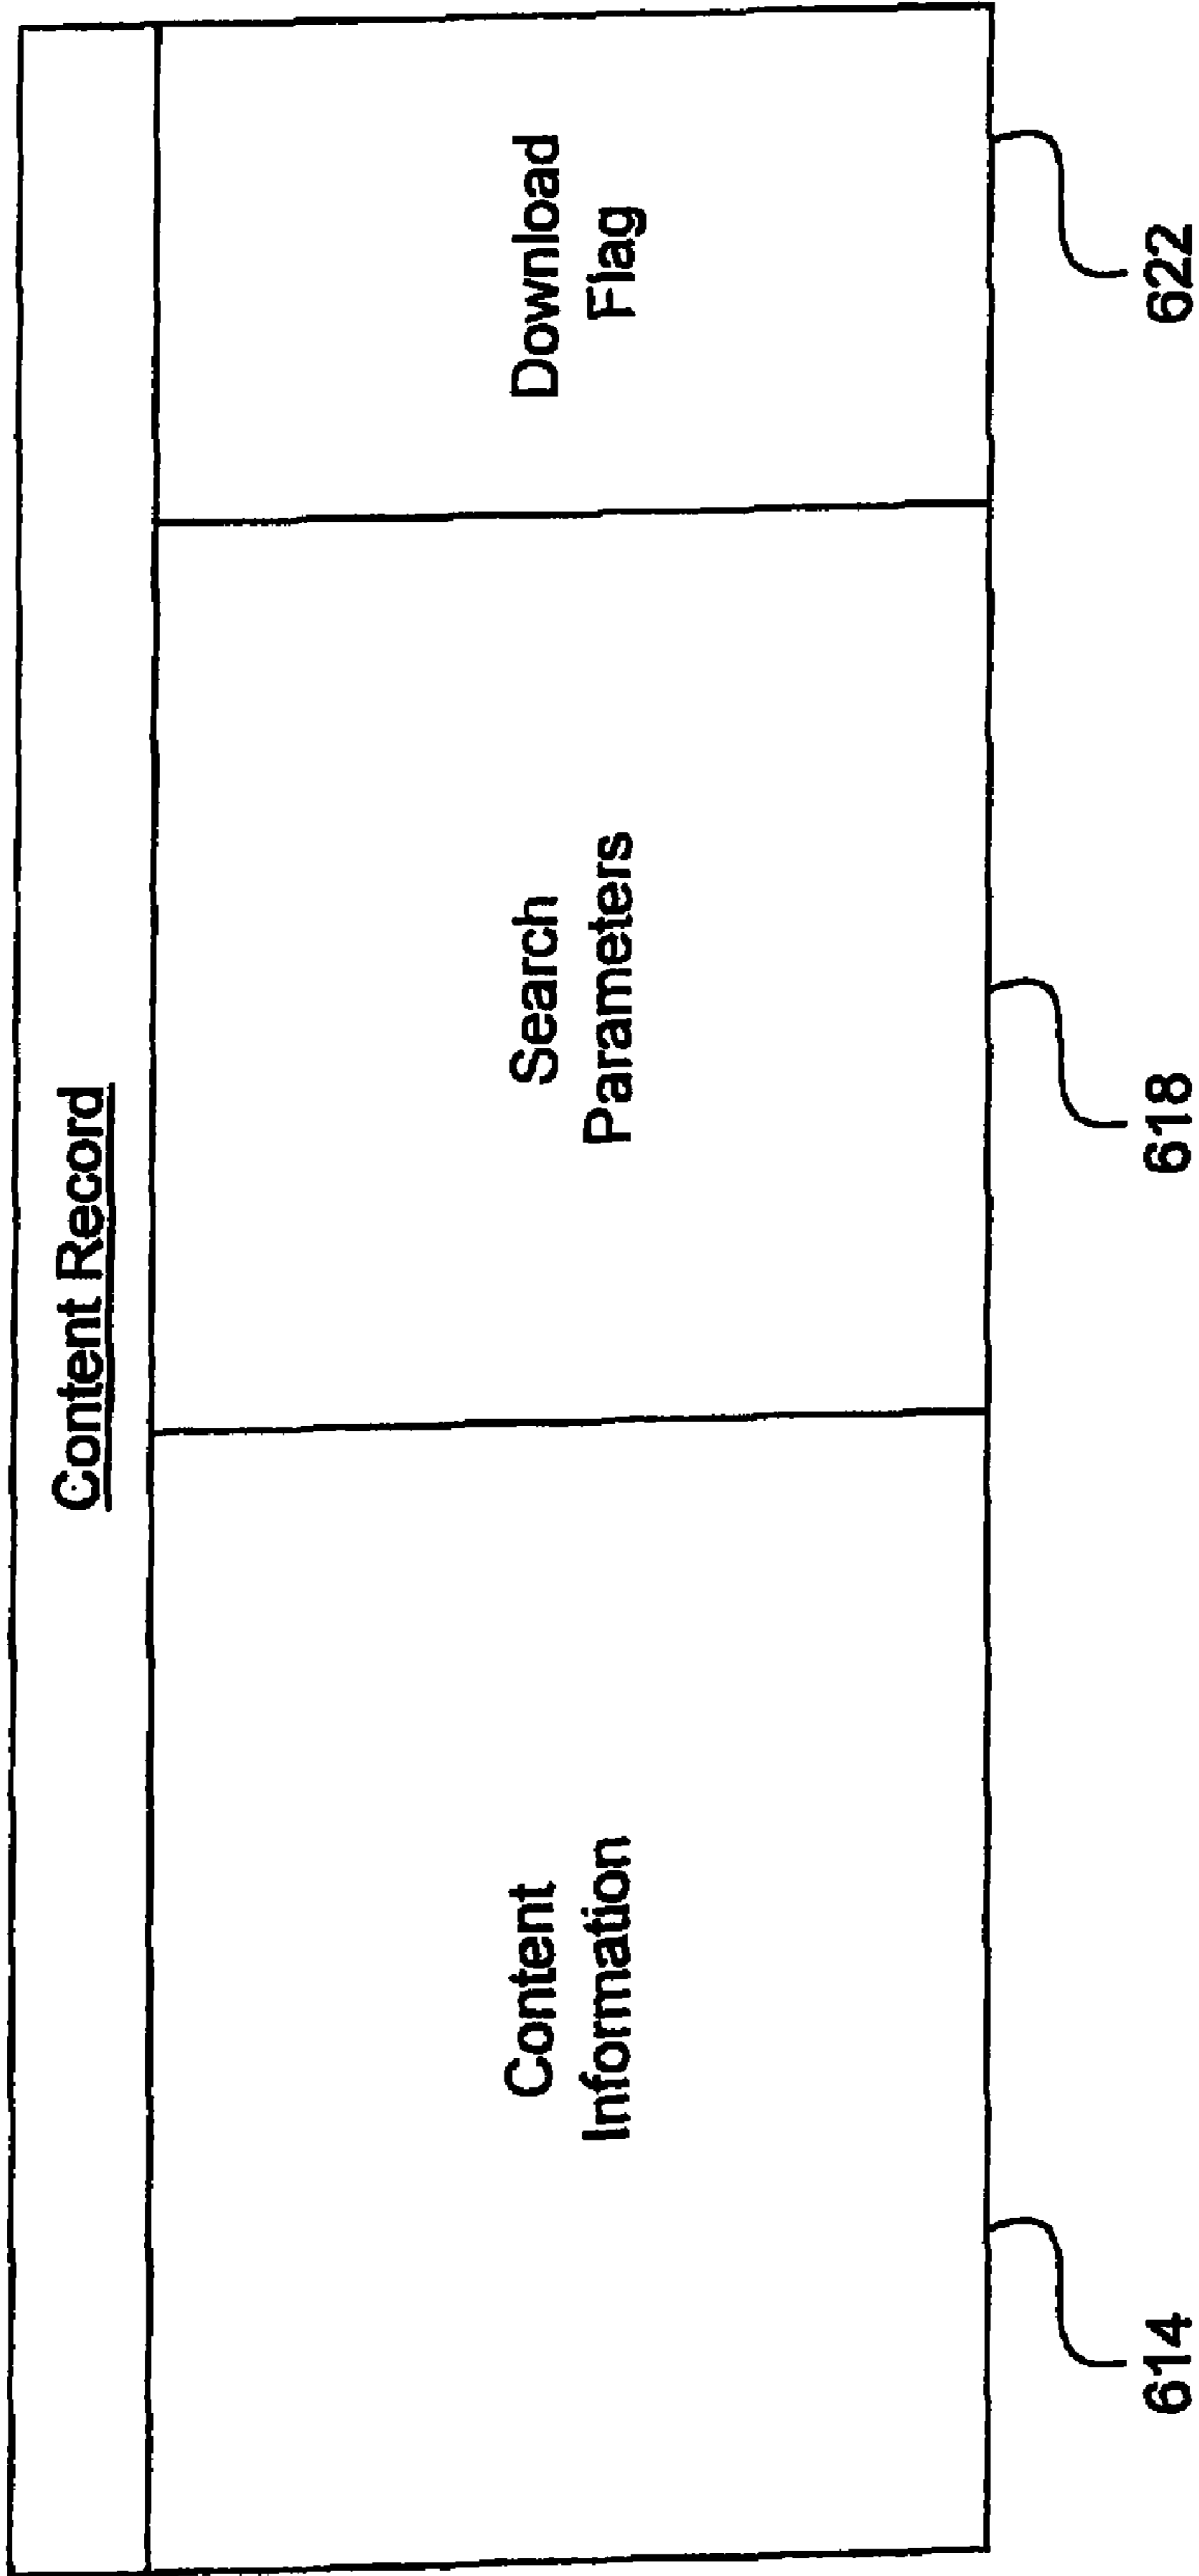 Content Record
Content
Information
Search
Parameters
Download
Flag
614
618
622